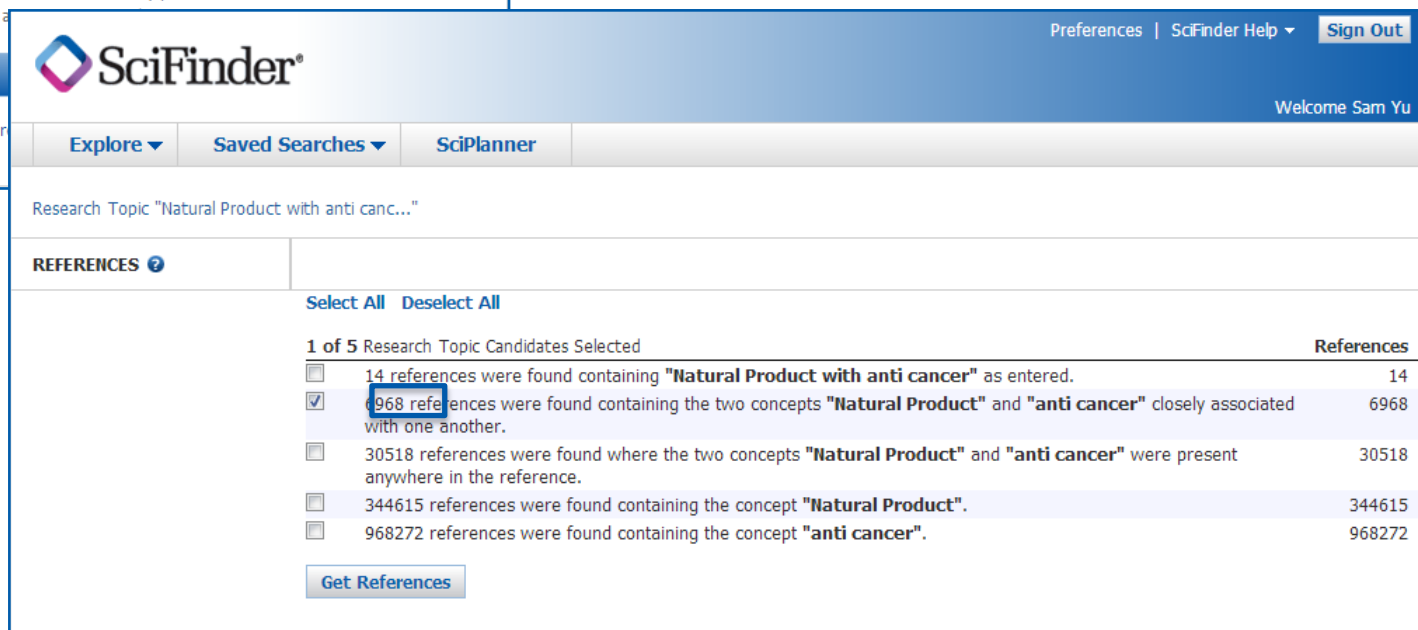 Preferences | SciFinder Help
Sign Out
SciFinder®
Welcome Sam Yu
Explore
Saved Searches
SciPlanner
Research Topic "Natural Product with anti canc..."
REFERENCES ?
Select All Deselect All
1 of 5 Research Topic Candidates Selected References
14 references were found containing "Natural Product with anti cancer" as entered. 14
6968 references were found containing the two concepts "Natural Product" and "anti cancer" closely associated 6968
with one another.
30518 references were found where the two concepts "Natural Product" and "anti cancer" were present 30518
anywhere in the reference.
344615 references were found containing the concept "Natural Product". 344615
968272 references were found containing the concept "anti cancer". 968272
Get References